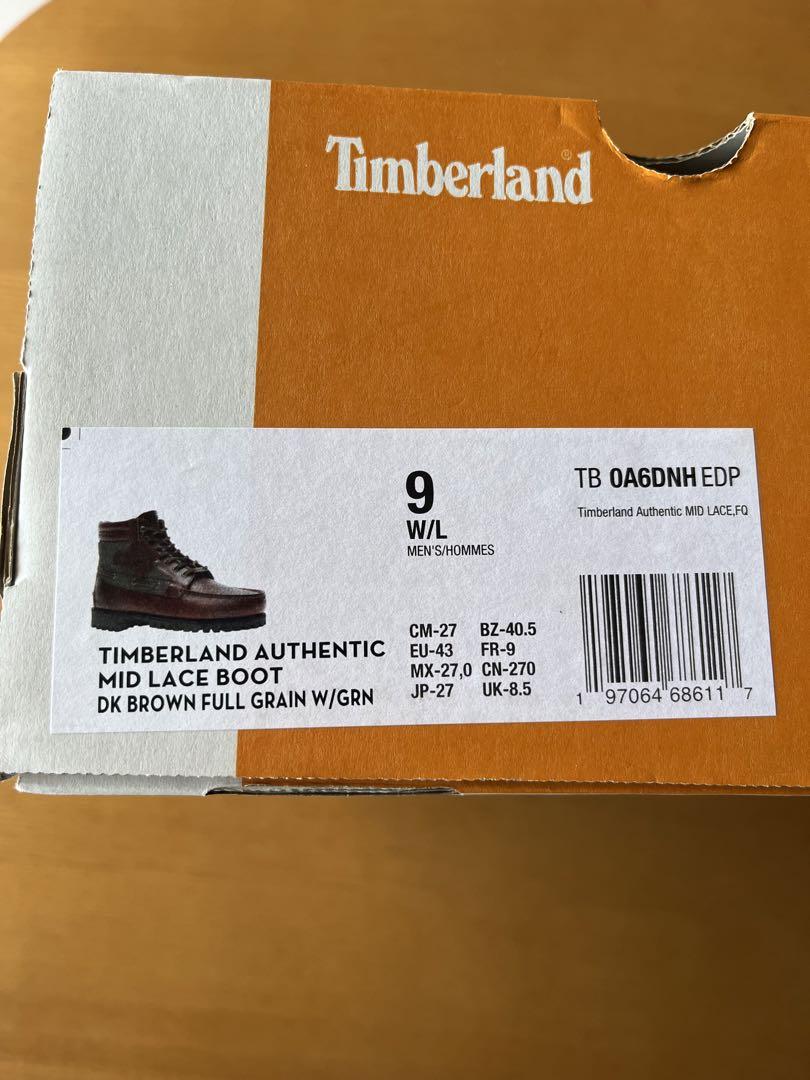 Timberland®
9
W/L
MEN'S/HOMMES
TB 0A6DNH EDP
Timberland Authentic MID LACE,FQ
TIMBERLAND AUTHENTIC
MID LACE BOOT
DK BROWN FULL GRAIN W/GRN
CM-27 BZ-40.5
EU-43 FR-9
MX-27,0 CN-270
JP-27 UK-8.5
1 97064 68611 7